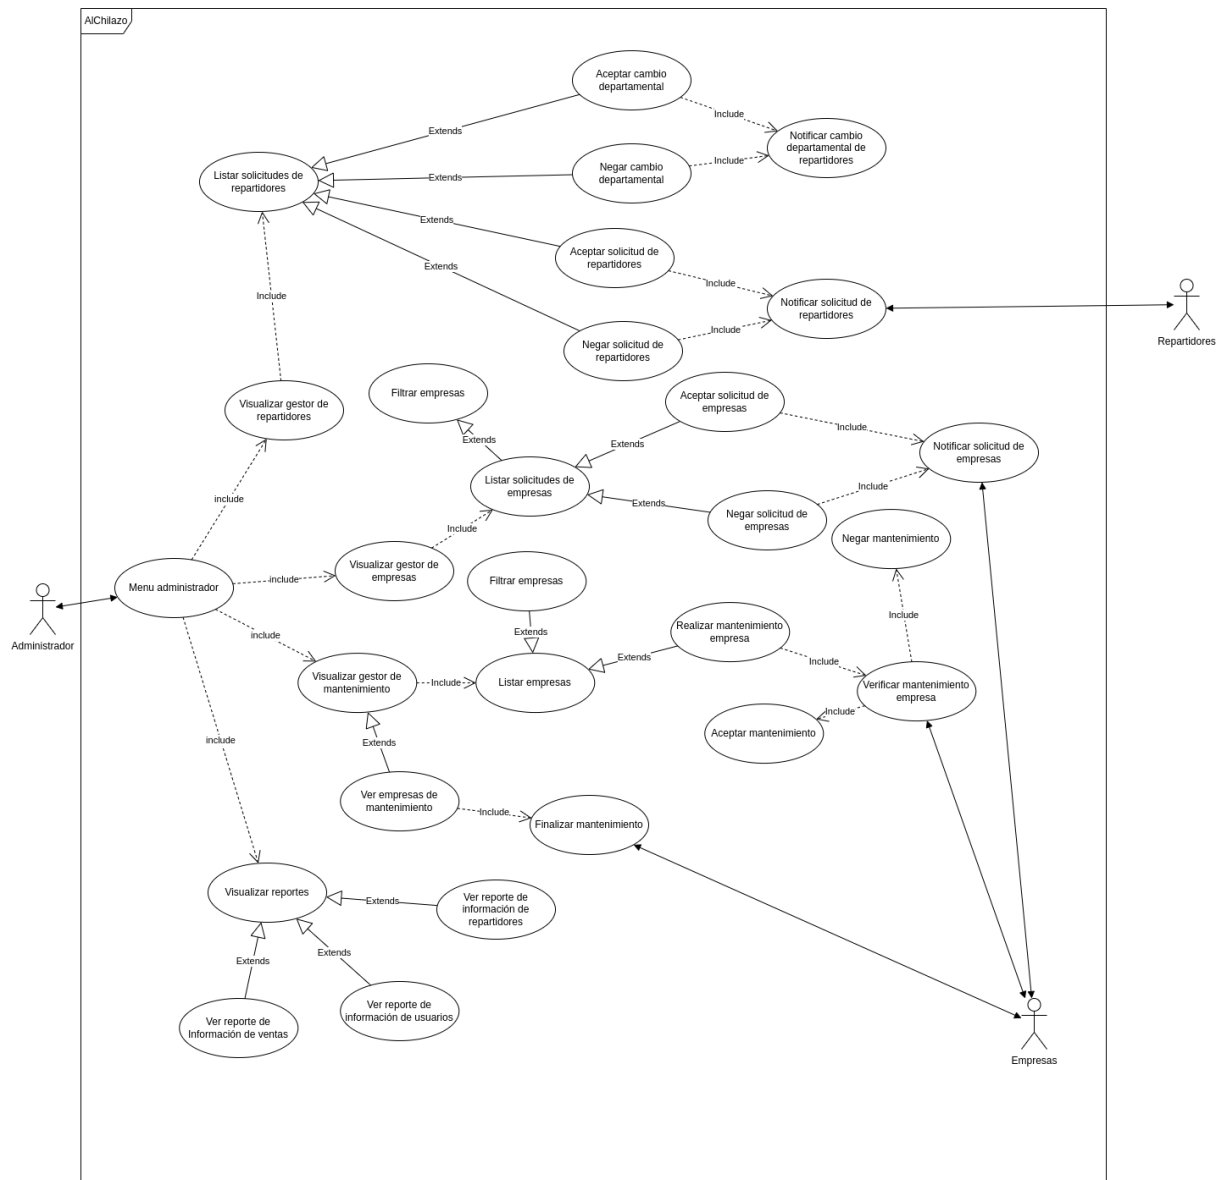 AlChilazo
Aceptar cambio
departamental
Include
Notificar cambio
departamental de
repartidores
Extends
Negar cambio
departamental
Include
Listar solicitudes de
repartidores
Extends
Extends
Aceptar solicitud de
repartidores
Extends
Include
Notificar solicitud de
repartidores
Include
Negar solicitud de
repartidores
Include
Repartidores
Visualizar gestor de
repartidores
Filtrar empresas
Aceptar solicitud de
empresas
Include
Extends
Extends
Notificar solicitud de
empresas
Listar solicitudes de
empresas
Include
Extends
Negar solicitud de
empresas
include
Include
Negar mantenimiento
Visualizar gestor de
empresas
include
Filtrar empresas
Menu administrador
Administrador
Include
include
Extends
Realizar mantenimiento
empresa
Extends
Include
Visualizar gestor de
mantenimiento
Include
Listar empresas
Verificar mantenimiento
empresa
Include
Aceptar mantenimiento
include
Extends
Ver empresas de
mantenimiento
Include
Finalizar mantenimiento
Visualizar reportes
Extends
Ver reporte de
información de
repartidores
Extends
Extends
Ver reporte de
Información de ventas
Ver reporte de
información de usuarios
Empresas